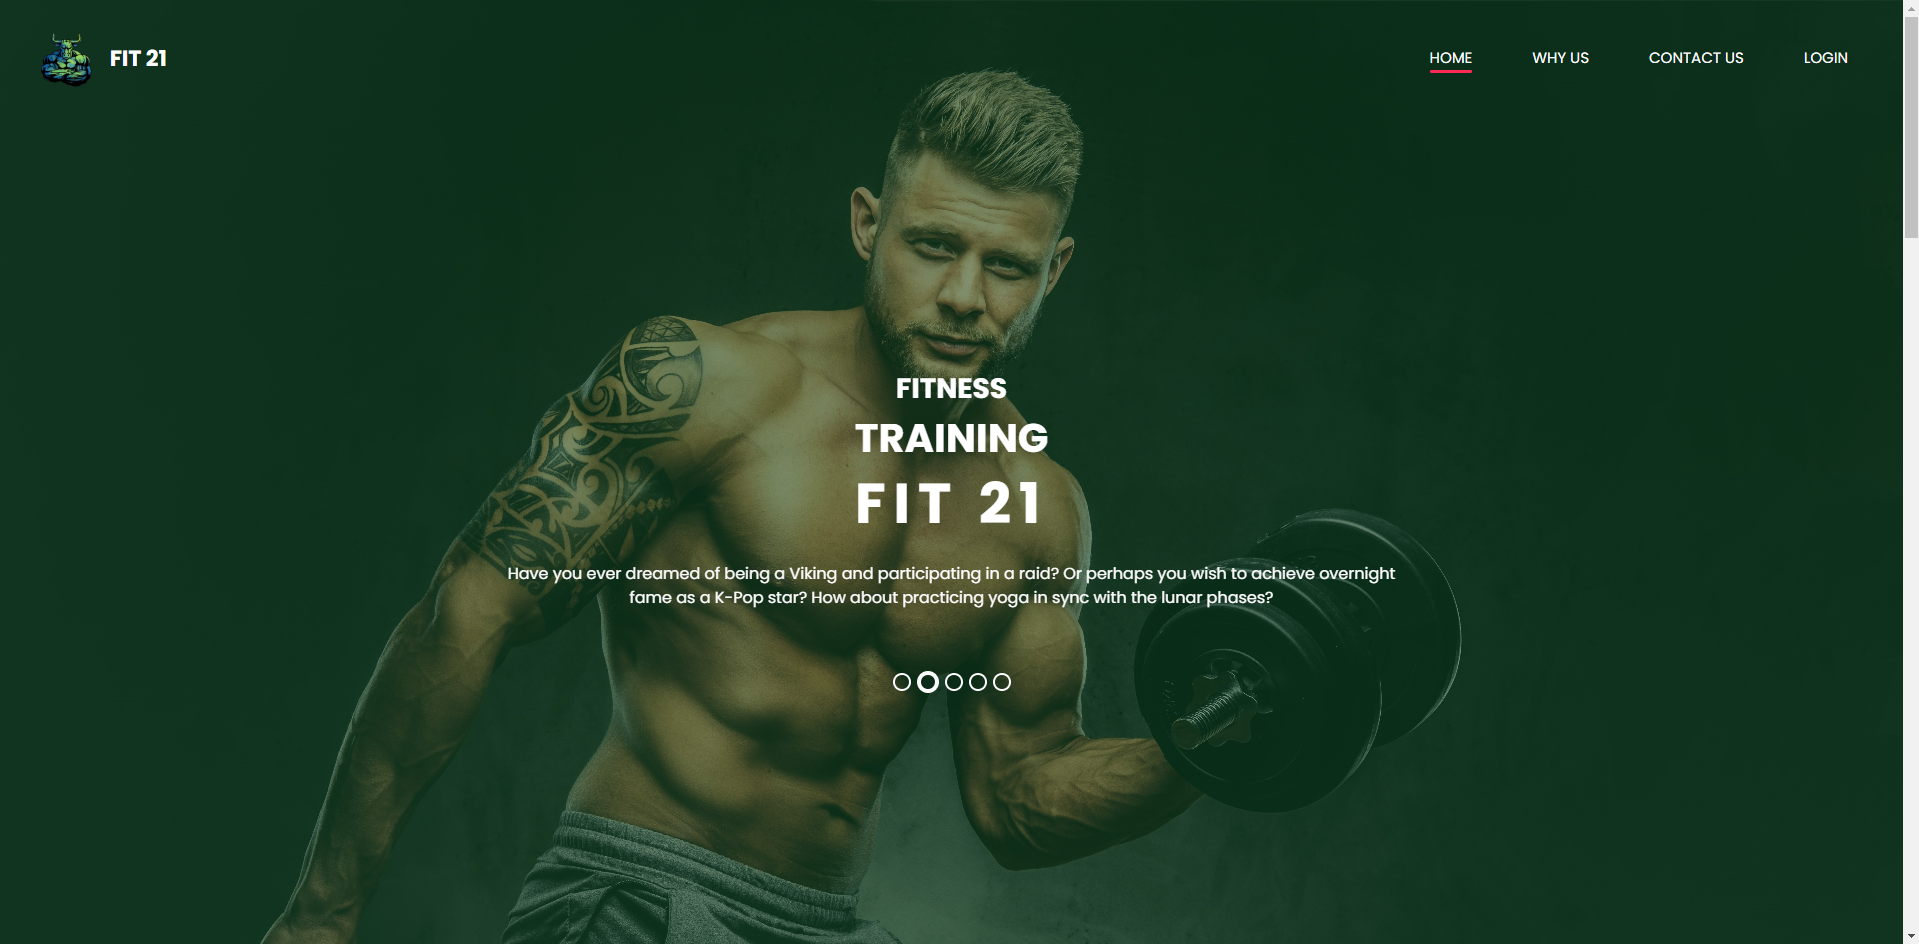 FIT 21
HOME
WHY US
CONTACT US
LOGIN
FITNESS
TRAINING
FIT 21
Have you ever dreamed of being a Viking and participating in a raid? Or perhaps you wish to achieve overnight
fame as a K-Pop star? How about practicing yoga in sync with the lunar phases?